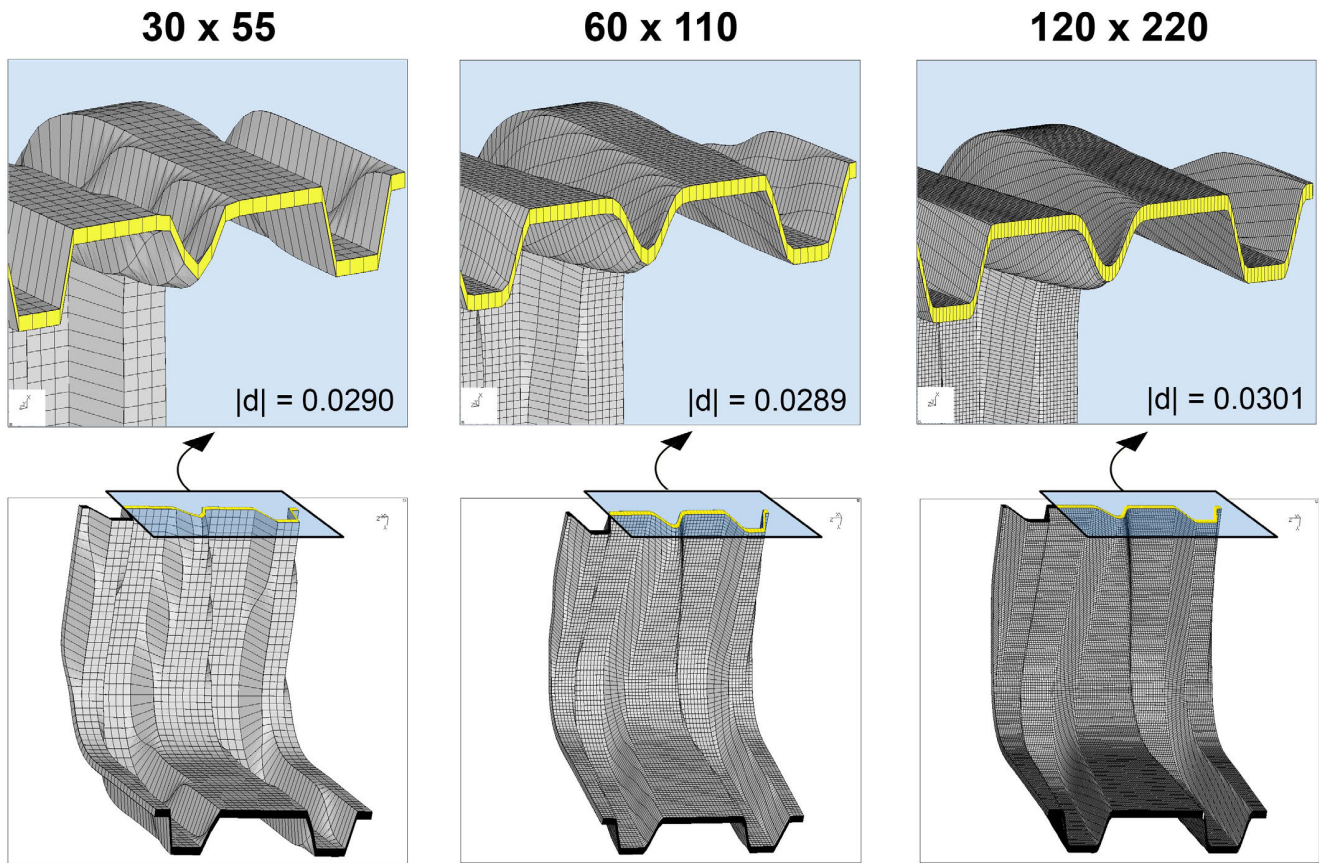 30 x 55
60 x 110
120 x 220
|d| = 0.0290
|d| = 0.0289
|d| = 0.0301